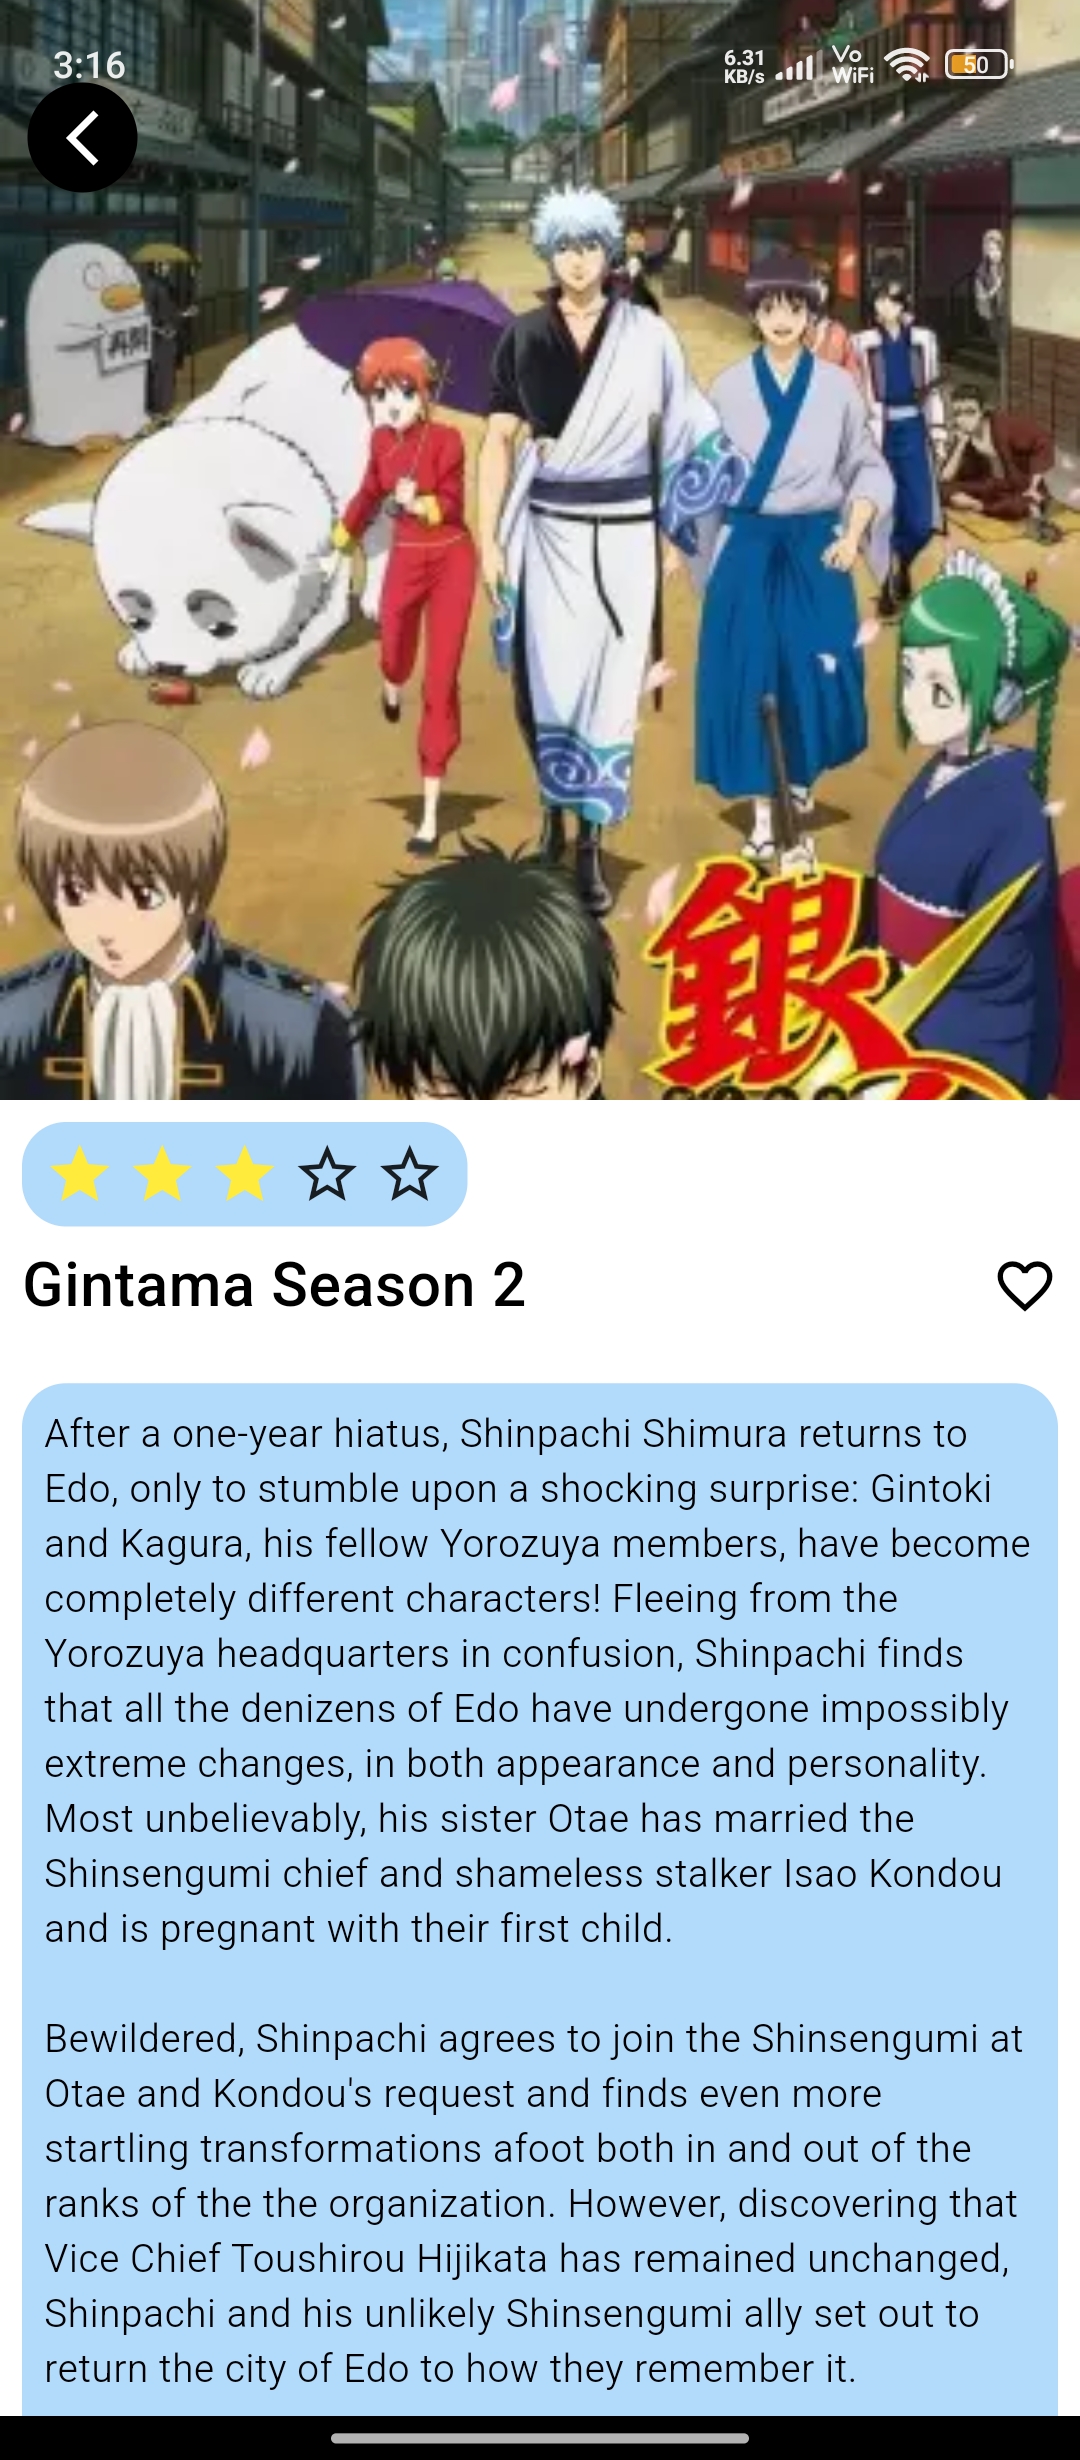 3:16
6.31
KB/s
Vo
WiFi
50
再開
銀
Gintama Season 2
After a one-year hiatus, Shinpachi Shimura returns to
Edo, only to stumble upon a shocking surprise: Gintoki
and Kagura, his fellow Yorozuya members, have become
completely different characters! Fleeing from the
Yorozuya headquarters in confusion, Shinpachi finds
that all the denizens of Edo have undergone impossibly
extreme changes, in both appearance and personality.
Most unbelievably, his sister Otae has married the
Shinsengumi chief and shameless stalker Isao Kondou
and is pregnant with their first child.
Bewildered, Shinpachi agrees to join the Shinsengumi at
Otae and Kondou's request and finds even more
startling transformations afoot both in and out of the
ranks of the the organization. However, discovering that
Vice Chief Toushirou Hijikata has remained unchanged,
Shinpachi and his unlikely Shinsengumi ally set out to
return the city of Edo to how they remember it.